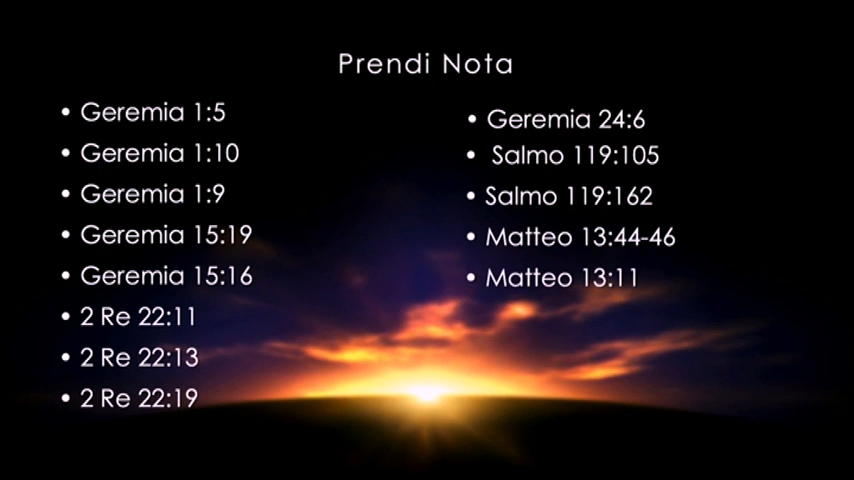 Prendi Nota
• Geremia 1:5
• Geremia 1:10
• Geremia 1:9
• Geremia 15:19
• Geremia 15:16
• 2 Re 22:11
• 2 Re 22:13
• 2 Re 22:19
• Geremia 24:6
• Salmo 119:105
• Salmo 119:162
• Matteo 13:44-46
• Matteo 13:11